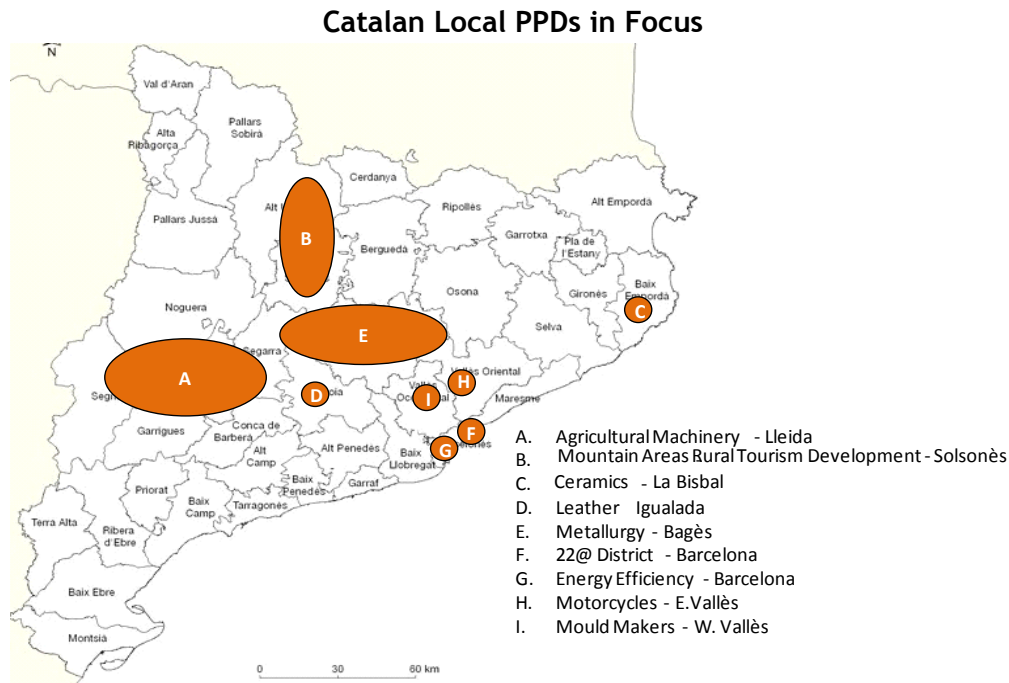 Catalan Local PPDs in Focus
N
Val d'Aran
Pallars
Sobirà
Alta
Ribagorça
Cerdanya
Alt
Pallars Jussà
Ripollès
Alt Empordà
B
Berguedà
Garrotxa
Pla de
l'Estany
Osona
Gironès
Baix
Empordà
C
Noguera
Selva
E
Segarra
A
D
Vallès Oriental
H
Vallès
I
Maresme
Garrigues
Conca de
Barberà
Alt Penedès
F
G
Alt
Camp
Baix
Llobregat
Baix
Penedès
Garraf
Priorat
Baix
Camp
Tarragonès
Terra Alta
Ribera
d'Ebre
Baix Ebre
Montsià
0 30 60 km
A. Agricultural Machinery - Lleida
B. Mountain Areas Rural Tourism Development - Solsonès
C. Ceramics - La Bisbal
D. Leather Igualada
E. Metallurgy - Bagès
F. 22@ District - Barcelona
G. Energy Efficiency - Barcelona
H. Motorcycles - E.Vallès
I. Mould Makers - W. Vallès